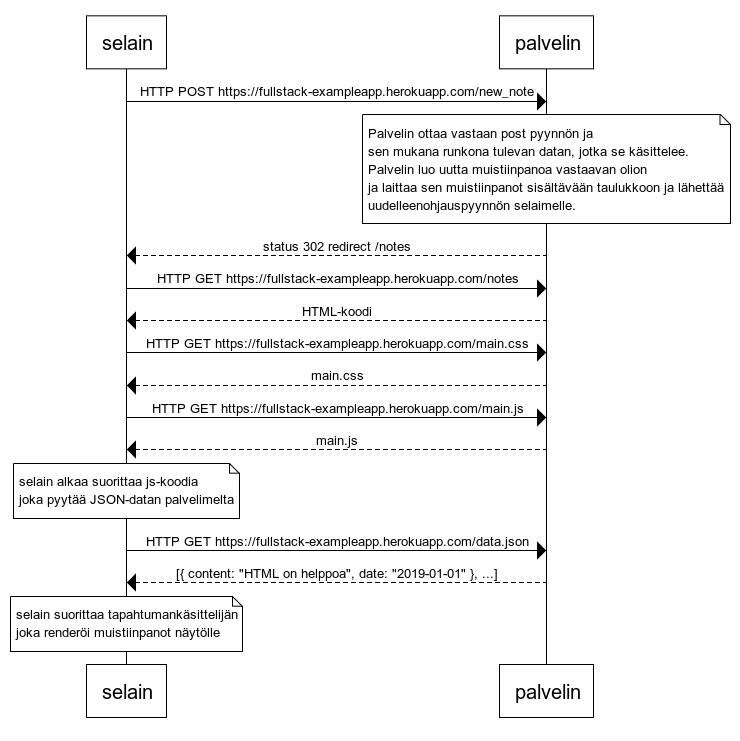 selain
palvelin
HTTP POST https://fullstack-exampleapp.herokuapp.com/new_note
Palvelin ottaa vastaan post pyynnön ja
sen mukana runkona tulevan datan, jotka se käsittelee.
Palvelin luo uutta muistiinpanoa vastaavan olion
ja laittaa sen muistiinpanot sisältävään taulukkoon ja lähettää
uudelleenohjauspyynnön selaimelle.
status 302 redirect /notes
HTTP GET https://fullstack-exampleapp.herokuapp.com/notes
HTML-koodi
HTTP GET https://fullstack-exampleapp.herokuapp.com/main.css
main.css
HTTP GET https://fullstack-exampleapp.herokuapp.com/main.js
main.js
selain alkaa suorittaa js-koodia
joka pyytää JSON-datan palvelimelta
HTTP GET https://fullstack-exampleapp.herokuapp.com/data.json
[{ content: "HTML on helppoa", date: "2019-01-01" }, ...]
selain suorittaa tapahtumankäsittelijän
joka renderöi muistiinpanot näytölle
selain
palvelin